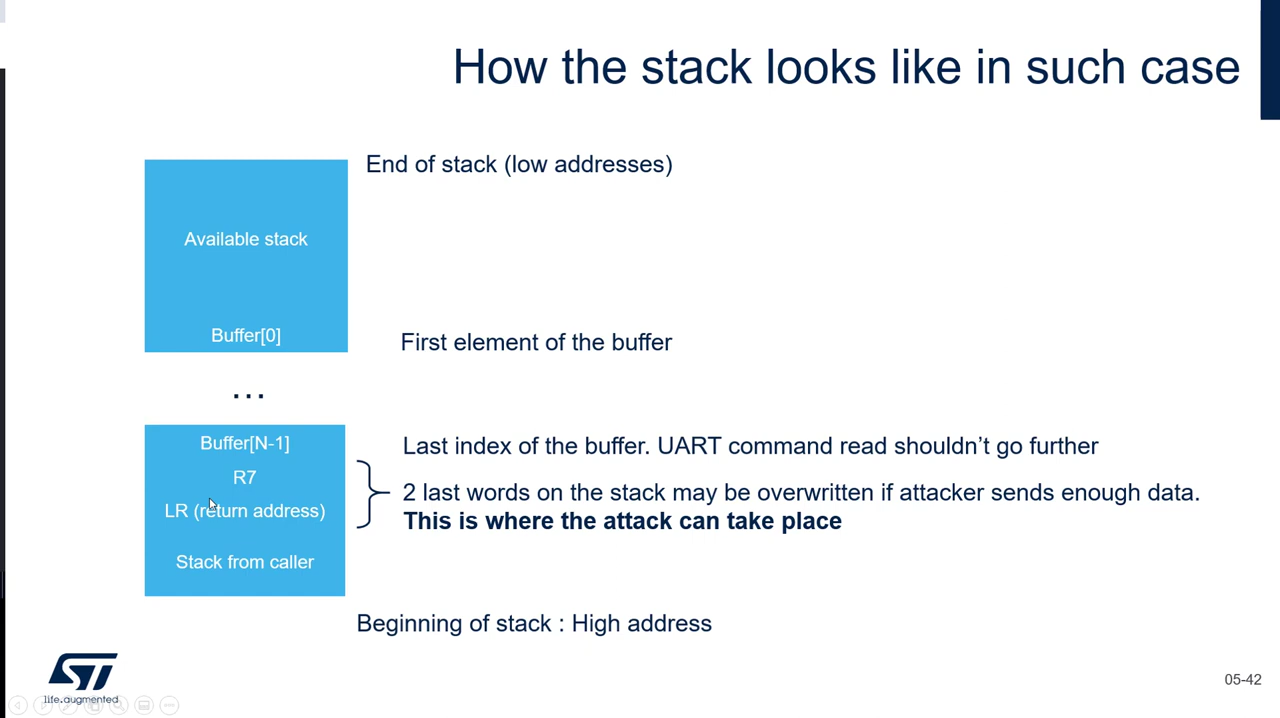 How the stack looks like in such case
End of stack (low addresses)
Available stack
Buffer[0]
First element of the buffer
...
Buffer[N-1]
Last index of the buffer. UART command read shouldn’t go further
R7
2 last words on the stack may be overwritten if attacker sends enough data.
LR (return address)
This is where the attack can take place
Stack from caller
Beginning of stack : High address
ST
life.augmented
05-42